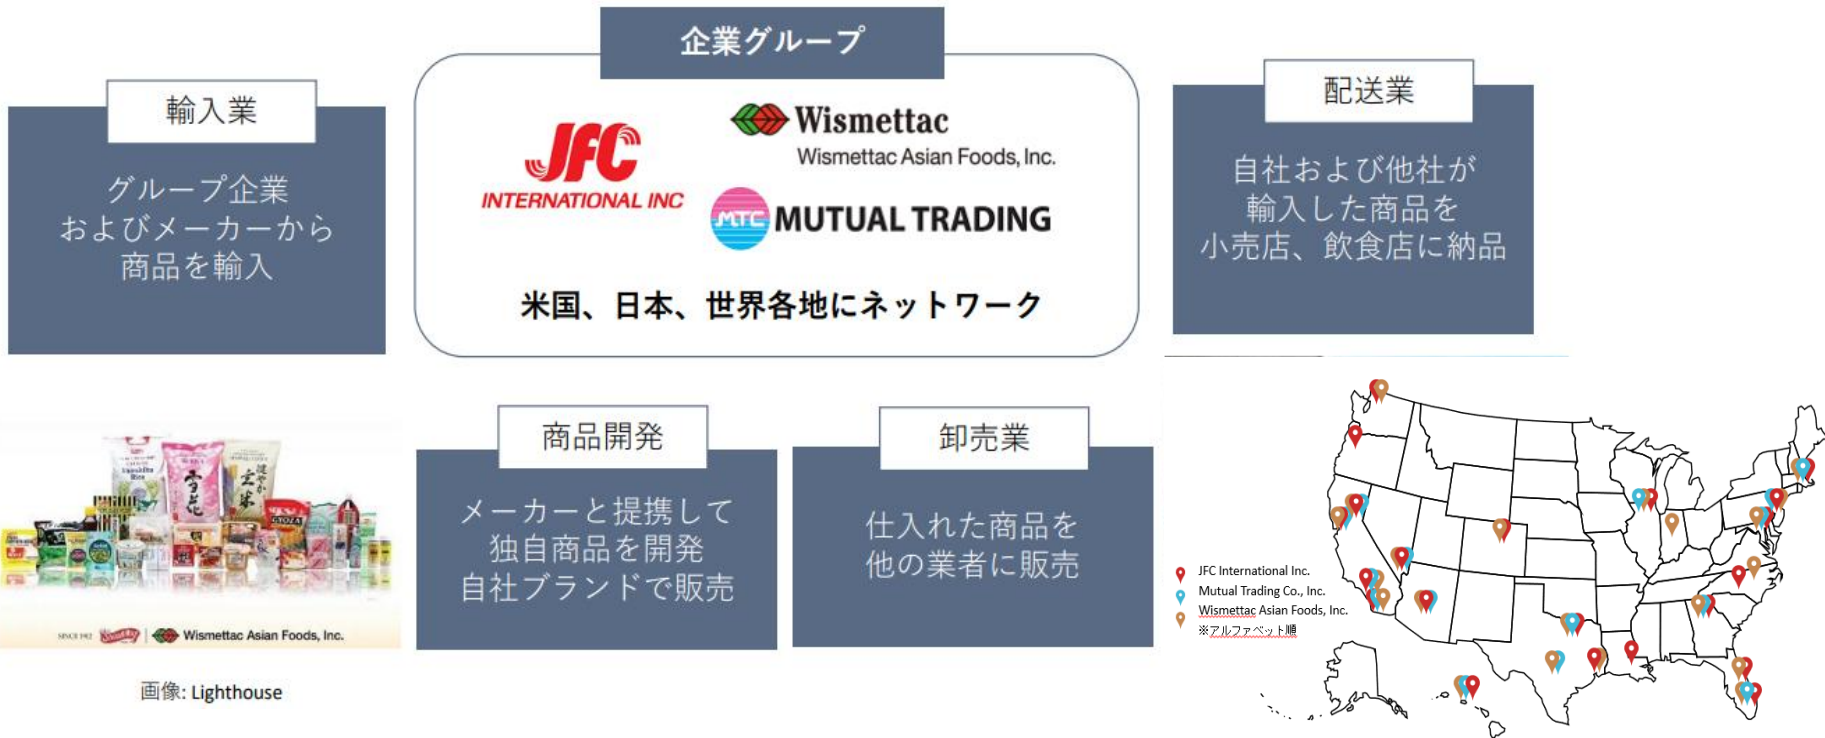 企業グループ
輸入業
グループ企業
およびメーカーから
商品を輸入
JFC
INTERNATIONAL INC
Wismettac
Wismettac Asian Foods, Inc.
MTC MUTUAL TRADING
米国、日本、世界各地にネットワーク
配送業
自社および他社が
輸入した商品を
小売店、飲食店に納品
雪花
玄米
GYOZA
SINCE 1912
Wismettac Asian Foods, Inc.
画像: Lighthouse
商品開発
メーカーと提携して
独自商品を開発
自社ブランドで販売
卸売業
仕入れた商品を
他の業者に販売
JFC International Inc.
Mutual Trading Co., Inc.
Wismettac Asian Foods, Inc.
※アルファベット順